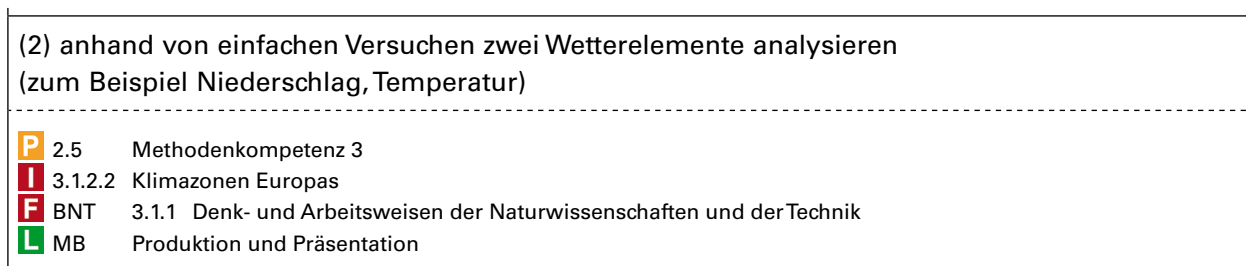 (2) anhand von einfachen Versuchen zwei Wetterelemente analysieren
(zum Beispiel Niederschlag, Temperatur)
P 2.5 Methodenkompetenz 3
I 3.1.2.2 Klimazonen Europas
F BNT 3.1.1 Denk- und Arbeitsweisen der Naturwissenschaften und der Technik
L MB Produktion und Präsentation